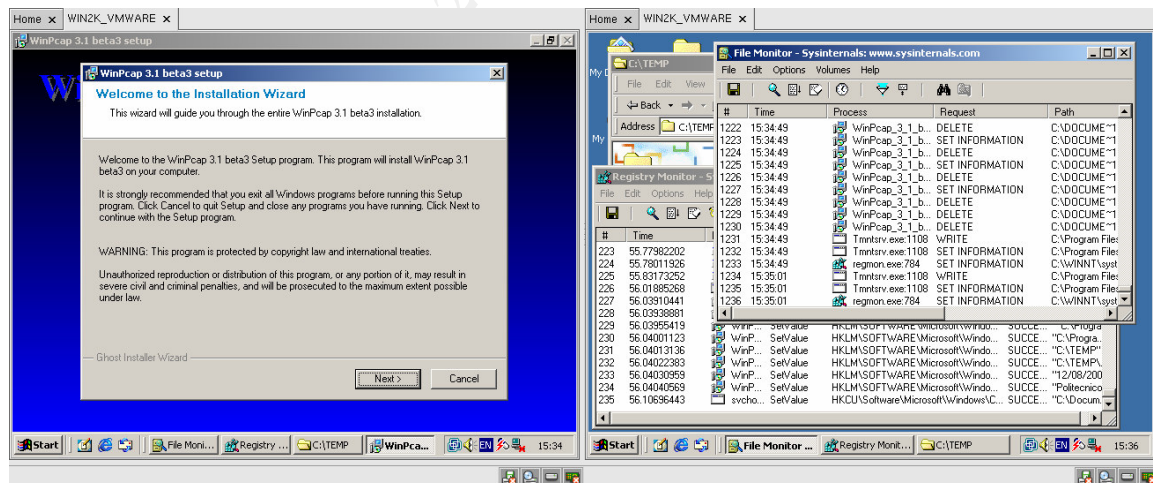 Home x WIN2K_VMWARE x
WinPcap 3.1 beta3 setup
WinPcap 3.1 beta3 setup
Welcome to the Installation Wizard
This wizard will guide you through the entire WinPcap 3.1 beta3 installation.
Welcome to the WinPcap 3.1 beta3 Setup program. This program will install WinPcap 3.1
beta3 on your computer.
It is strongly recommended that you exit all Windows programs before running this Setup
program. Click Cancel to quit Setup and close any programs you have running. Click Next to
continue with the Setup program.
WARNING: This program is protected by copyright law and international treaties.
Unauthorized reproduction or distribution of this program, or any portion of it, may result in
severe civil and criminal penalties, and will be prosecuted to the maximum extent possible
under law.
Ghost Installer Wizard
Next > Cancel
Start File Moni... Registry ... C:\TEMP WinPca... EN 15:34
Home x WIN2K_VMWARE x
C:\TEMP
File Edit View
Back
Address C:\TEMP
File Monitor - Sysinternals: www.sysinternals.com
File Edit Options Volumes Help
# Time Process Request Path
1222 15:34:49 WinPcap_3_1_b... DELETE C:\DOCUME~1
1223 15:34:49 WinPcap_3_1_b... SET INFORMATION C:\DOCUME~1
1224 15:34:49 WinPcap_3_1_b... DELETE C:\DOCUME~1
1225 15:34:49 WinPcap_3_1_b... SET INFORMATION C:\DOCUME~1
1226 15:34:49 WinPcap_3_1_b... DELETE C:\DOCUME~1
1227 15:34:49 WinPcap_3_1_b... SET INFORMATION C:\DOCUME~1
1228 15:34:49 WinPcap_3_1_b... DELETE C:\DOCUME~1
1229 15:34:49 WinPcap_3_1_b... DELETE C:\DOCUME~1
1230 15:34:49 WinPcap_3_1_b... DELETE C:\DOCUME~1
1231 15:34:49 Tmntsrv.exe:1108 WRITE C:\Program Files
1232 15:34:49 Tmntsrv.exe:1108 SET INFORMATION C:\Program Files
1233 15:34:49 regmon.exe:784 SET INFORMATION C:\WINNT\syst
1234 15:35:01 Tmntsrv.exe:1108 WRITE C:\Program Files
1235 15:35:01 Tmntsrv.exe:1108 SET INFORMATION C:\Program Files
1236 15:35:01 regmon.exe:784 SET INFORMATION C:\WINNT\syst
Registry Monitor - S
File Edit Options Help
# Time
223 55.77982202
224 55.78011926
225 55.83173252
226 56.01885268
227 56.03910441
228 56.03938881
229 56.03955419 WinP... SetValue HKLM\SOFTWARE\Microsoft\Windo... SUCCE... "C:\Progra
230 56.04001123 WinP... SetValue HKLM\SOFTWARE\Microsoft\Windo... SUCCE... "C:\Progra..
231 56.04013136 WinP... SetValue HKLM\SOFTWARE\Microsoft\Windo... SUCCE... "C:\TEMP"
232 56.04022383 WinP... SetValue HKLM\SOFTWARE\Microsoft\Windo... SUCCE... "C:\TEMP\.
233 56.04030959 WinP... SetValue HKLM\SOFTWARE\Microsoft\Windo... SUCCE... "12/08/200
234 56.04040569 WinP... SetValue HKLM\SOFTWARE\Microsoft\Windo... SUCCE... "Politecnico
235 56.10696443 svcho... SetValue HKCU\Software\Microsoft\Windows\C... SUCCE... "C:\Docum.
Start File Monitor ... Registry Monit... C:\TEMP EN 15:36